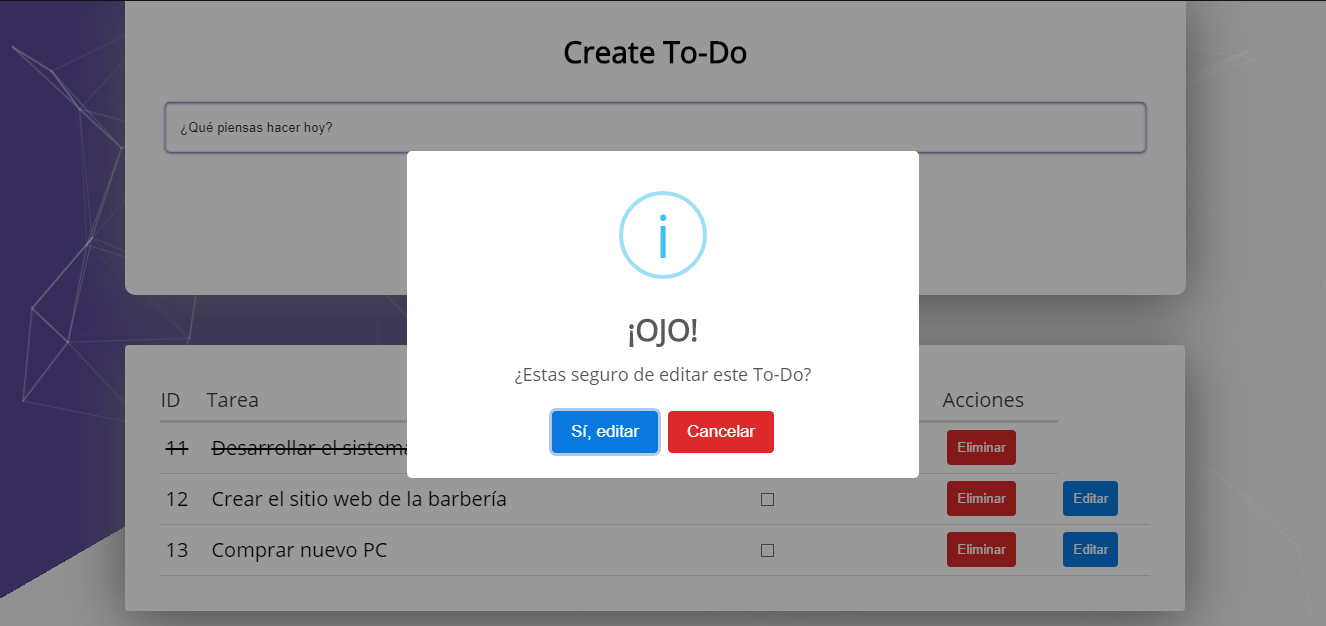 Create To-Do
¿Qué piensas hacer hoy?
i
¡OJO!
¿Estas seguro de editar este To-Do?
Sí, editar Cancelar
ID Tarea Acciones
11 Desarrollar el sistema Eliminar
12 Crear el sitio web de la barbería Eliminar Editar
13 Comprar nuevo PC Eliminar Editar